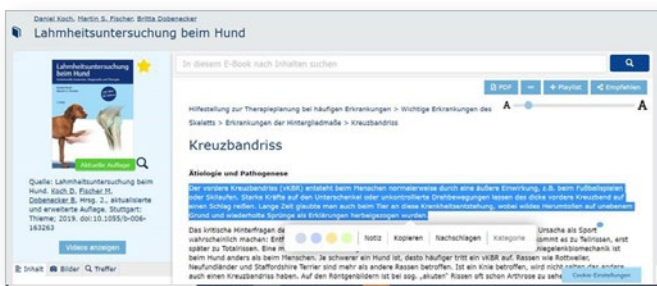 Daniel Koch, Martin S. Fischer, Britta Dobenecker
Lahmheitsuntersuchung beim Hund
Lahmheitsuntersuchung
beim Hund
Aktuelle Auflage
Quelle: Lahmheitsuntersuchung beim
Hund. Koch D, Fischer M,
Dobenecker B, Hrsg. 2., aktualisierte
und erweiterte Auflage. Stuttgart:
Thieme; 2019. doi:10.1055/b-006-
163263
Videos anzeigen
Inhalt Bilder Treffer
In diesem E-Book nach Inhalten suchen
PDF + Playlist Empfehlen
Hilfestellung zur Therapieplanung bei häufigen Erkrankungen > Wichtige Erkrankungen des
Skeletts > Erkrankungen der Hintergliedmaße > Kreuzbandriss
A A
Kreuzbandriss
Ätiologie und Pathogenese
Der vordere Kreuzbandriss (vKBR) entsteht beim Menschen normalerweise durch eine äußere Einwirkung, z.B. beim Fußballspielen
oder Skilaufen. Starke Kräfte auf den Unterschenkel oder unkontrollierte Drehbewegungen lassen das dicke vordere Kreuzband auf
einen Schlag reißen. Lange Zeit glaubte man auch beim Tier an diese Krankheitsentstehung, wobei wildes Herumtollen auf unebenem
Grund und wiederholte Sprünge als Erklärungen herbeigezogen wurden.
Das kritische Hinterfragen de Ursache als Sport
wahrscheinlich machen: Entf kommt es zu Teilrissen, erst
später zu Totalrissen. Eine m niegelenkbiomechanik ist
Notiz Kopieren Nachschlagen Kategorie
beim Hund anders als beim Menschen. Je schwerer ein Hund ist, desto häufiger tritt ein vKBR auf. Rassen wie Rottweiler,
Neufundländer und Staffordshire Terrier sind mehr als andere Rassen betroffen. Ist ein Knie betroffen, wird nicht selten das andere
auch einen Kreuzbandriss haben. Auf den Röntgenbildern ist bei sog. „akuten" Rissen oft schon Arthrose zu sehe
Cookie-Einstellungen